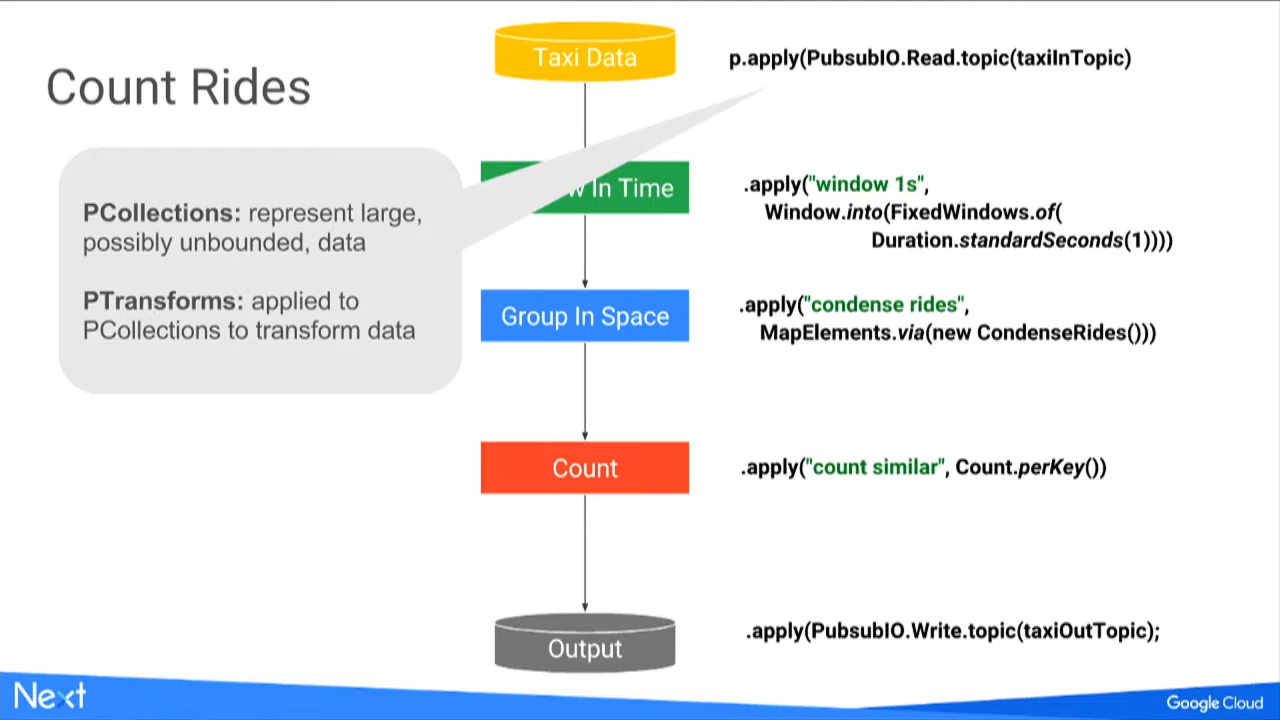 Count Rides
PCollections: represent large,
possibly unbounded, data
PTransforms: applied to
PCollections to transform data
Taxi Data
p.apply(PubsubIO.Read.topic(taxiInTopic)
In Time
.apply("window 1s",
Window.into(FixedWindows.of(
Duration.standardSeconds(1))))
Group In Space
.apply("condense rides",
MapElements.via(new CondenseRides()))
Count
.apply("count similar", Count.perKey())
Output
.apply(PubsubIO.Write.topic(taxiOutTopic);
Next
Google Cloud